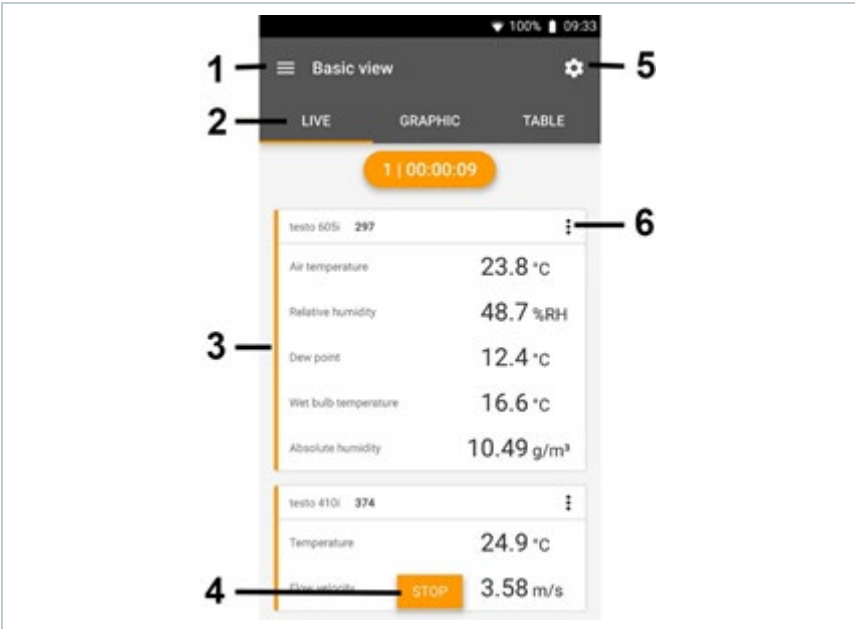 100% 09:33
1 Basic view 5
2 LIVE GRAPHIC TABLE
1 | 00:00:09
testo 605i 297 6
Air temperature 23.8 °C
Relative humidity 48.7 %RH
3
Dew point 12.4 °C
Wet bulb temperature 16.6 °C
Absolute humidity 10.49 g/m³
testo 410i 374
Temperature 24.9 °C
4 Flow velocity STOP 3.58 m/s